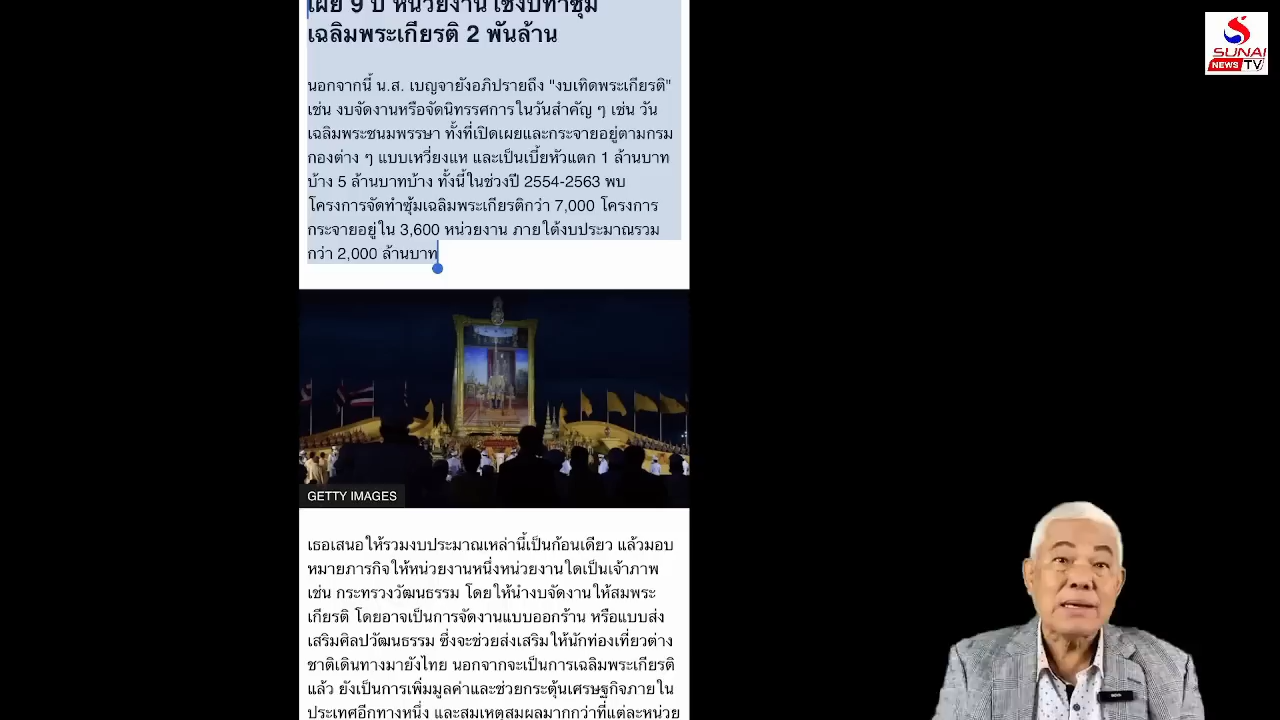 เผย 9 ปี หน่วยงานใช้งบทำซุ้ม
เฉลิมพระเกียรติ 2 พันล้าน
นอกจากนี้ น.ส. เบญจายังอภิปรายถึง "งบเทิดพระเกียรติ"
เช่น งบจัดงานหรือจัดนิทรรศการในวันสำคัญ ๆ เช่น วัน
เฉลิมพระชนมพรรษา ทั้งที่เปิดเผยและกระจายอยู่ตามกรม
กองต่าง ๆ แบบเหวี่ยงแห และเป็นเบี้ยหัวแตก 1 ล้านบาท
บ้าง 5 ล้านบาทบ้าง ทั้งนี้ในช่วงปี 2554-2563 พบ
โครงการจัดทำซุ้มเฉลิมพระเกียรติกว่า 7,000 โครงการ
กระจายอยู่ใน 3,600 หน่วยงาน ภายใต้งบประมาณรวม
กว่า 2,000 ล้านบาท
GETTY IMAGES
เธอเสนอให้รวมงบประมาณเหล่านี้เป็นก้อนเดียว แล้วมอบ
หมายภารกิจให้หน่วยงานหนึ่งหน่วยงานใดเป็นเจ้าภาพ
เช่น กระทรวงวัฒนธรรม โดยให้นำงบจัดงานให้สมพระ
เกียรติ โดยอาจเป็นการจัดงานแบบออกร้าน หรือแบบส่ง
เสริมศิลปวัฒนธรรม ซึ่งจะช่วยส่งเสริมให้นักท่องเที่ยวต่าง
ชาติเดินทางมายังไทย นอกจากจะเป็นการเฉลิมพระเกียรติ
แล้ว ยังเป็นการเพิ่มมูลค่าและช่วยกระตุ้นเศรษฐกิจภายใน
ประเทศอีกทางหนึ่ง และสมเหตุสมผลมากกว่าที่แต่ละหน่วย
SUNAI
NEWS TV